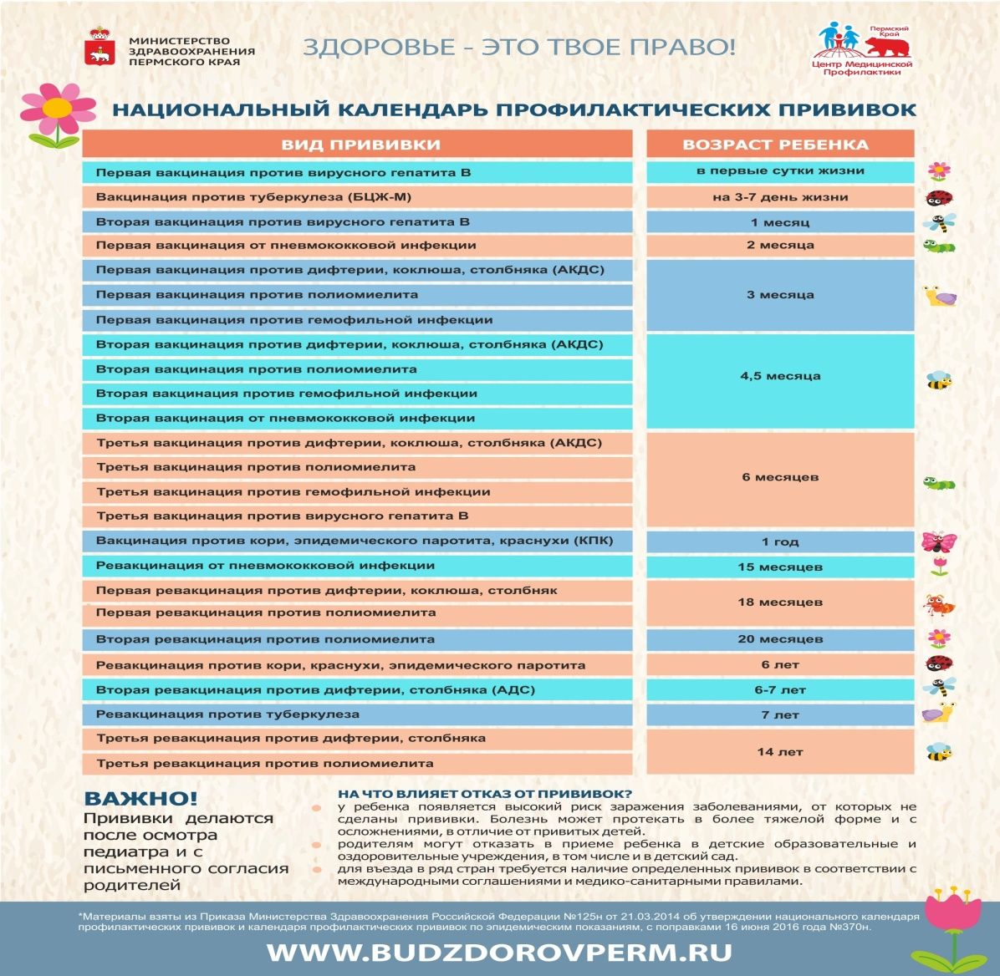 МИНИСТЕРСТВО
ЗДРАВООХРАНЕНИЯ
ПЕРМСКОГО КРАЯ
ЗДОРОВЬЕ - ЭТО ТВОЕ ПРАВО!
Пермский
Край
Центр Медицинской
Профилактики
НАЦИОНАЛЬНЫЙ КАЛЕНДАРЬ ПРОФИЛАКТИЧЕСКИХ ПРИВИВОК
ВИД ПРИВИВКИ
ВОЗРАСТ РЕБЕНКА
Первая вакцинация против вирусного гепатита В
в первые сутки жизни
Вакцинация против туберкулеза (БЦЖ-М)
на 3-7 день жизни
Вторая вакцинация против вирусного гепатита В
1 месяц
Первая вакцинация от пневмококковой инфекции
2 месяца
Первая вакцинация против дифтерии, коклюша, столбняка (АКДС)
Первая вакцинация против полиомиелита
Первая вакцинация против гемофильной инфекции
3 месяца
Вторая вакцинация против дифтерии, коклюша, столбняка (АКДС)
Вторая вакцинация против полиомиелита
Вторая вакцинация против гемофильной инфекции
Вторая вакцинация от пневмококковой инфекции
4,5 месяца
Третья вакцинация против дифтерии, коклюша, столбняка (АКДС)
Третья вакцинация против полиомиелита
Третья вакцинация против гемофильной инфекции
Третья вакцинация против вирусного гепатита В
6 месяцев
Вакцинация против кори, эпидемического паротита, краснухи (КПК)
1 год
Ревакцинация от пневмококковой инфекции
15 месяцев
Первая ревакцинация против дифтерии, коклюша, столбняк
Первая ревакцинация против полиомиелита
18 месяцев
Вторая ревакцинация против полиомиелита
20 месяцев
Ревакцинация против кори, краснухи, эпидемического паротита
6 лет
Вторая ревакцинация против дифтерии, столбняка (АДС)
6-7 лет
Ревакцинация против туберкулеза
7 лет
Третья ревакцинация против дифтерии, столбняка
Третья ревакцинация против полиомиелита
14 лет
ВАЖНО!
Прививки делаются
после осмотра
педиатра и с
письменного согласия
родителей
НА ЧТО ВЛИЯЕТ ОТКАЗ ОТ ПРИВИВОК?
у ребенка появляется высокий риск заражения заболеваниями, от которых не
сделаны прививки. Болезнь может протекать в более тяжелой форме и с
осложнениями, в отличие от привитых детей.
родителям могут отказать в приеме ребенка в детские образовательные и
оздоровительные учреждения, в том числе и в детский сад.
для въезда в ряд стран требуется наличие определенных прививок в соответствии с
международными соглашениями и медико-санитарными правилами.
*Материалы взяты из Приказа Министерства Здравоохранения Российской Федерации №125н от 21.03.2014 об утверждении национального календаря
профилактических прививок и календаря профилактических прививок по эпидемическим показаниям, с поправками 16 июня 2016 года №370н.
WWW.BUDZDOROVPERM.RU